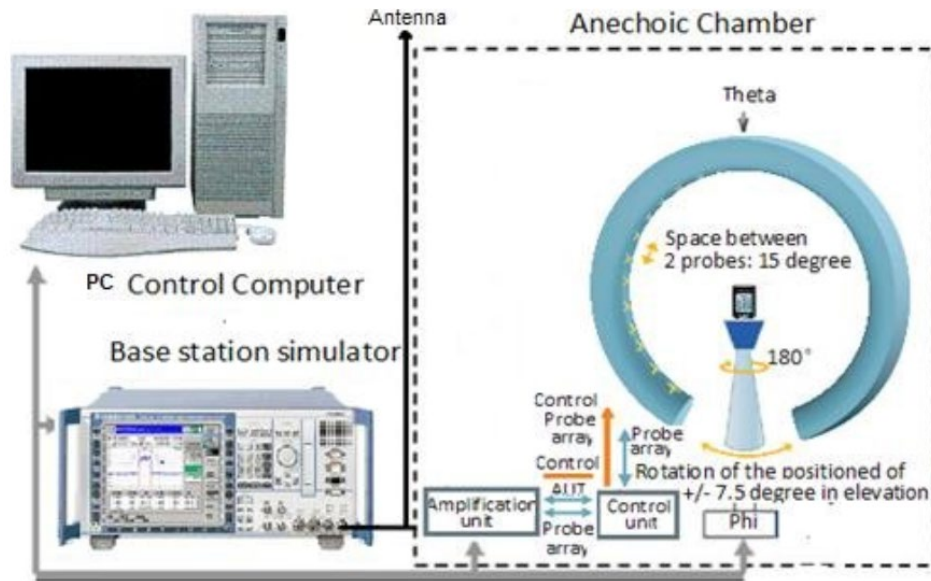 Antenna
Anechoic Chamber
Theta
Space between
2 probes: 15 degree
180°
PC Control Computer
Base station simulator
Control
Probe
array
Probe
array
Control
AUT
Rotation of the positioned of
+/- 7.5 degree in elevation
Amplification
unit
Probe
array
Control
unit
Phi